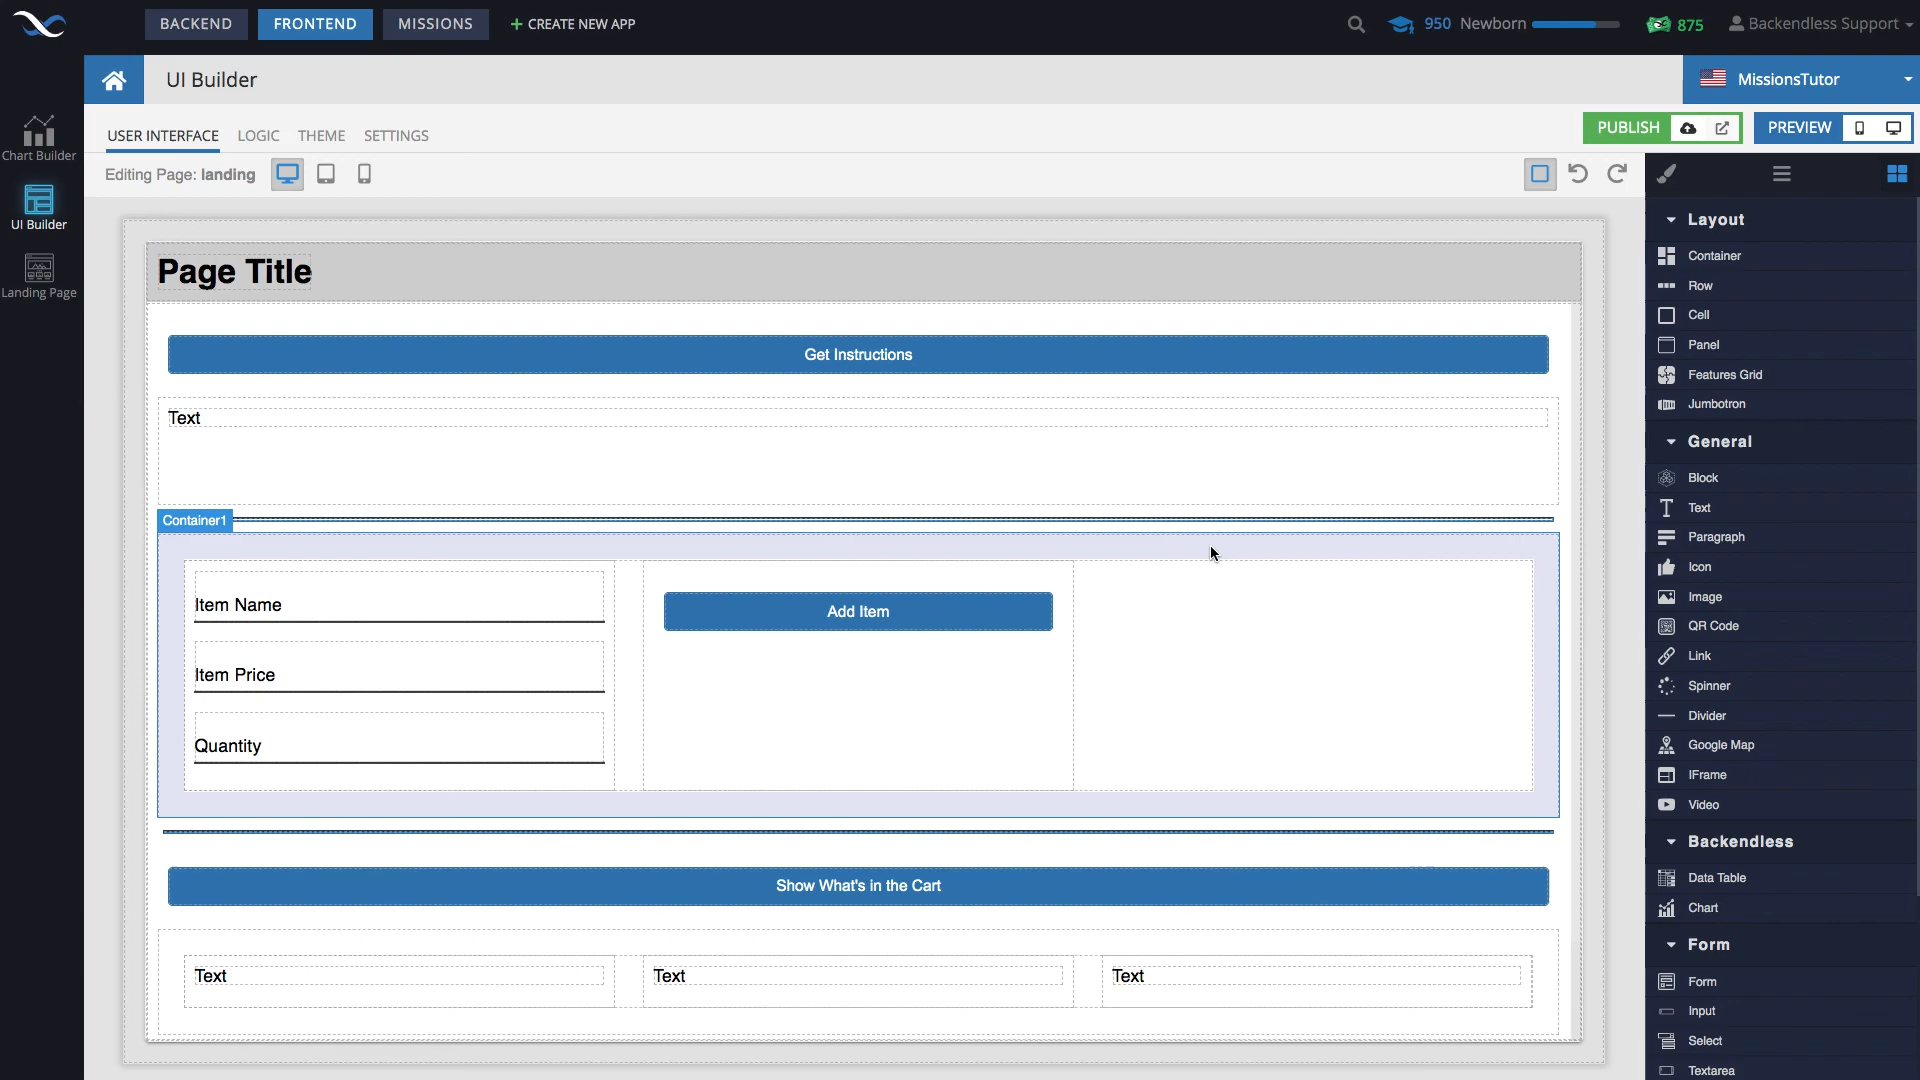 BACKEND FRONTEND MISSIONS CREATE NEW APP 950 Newborn 875 Backendless Support
UI Builder MissionsTutor
USER INTERFACE LOGIC THEME SETTINGS PUBLISH PREVIEW
Editing Page: landing
Chart Builder
UI Builder
Landing Page
Page Title
Get Instructions
Text
Container1
Item Name
Add Item
Item Price
Quantity
Show What's in the Cart
Text Text Text
Layout
Container
Row
Cell
Panel
Features Grid
Jumbotron
General
Block
Text
Paragraph
Icon
Image
QR Code
Link
Spinner
Divider
Google Map
IFrame
Video
Backendless
Data Table
Chart
Form
Form
Input
Select
Textarea